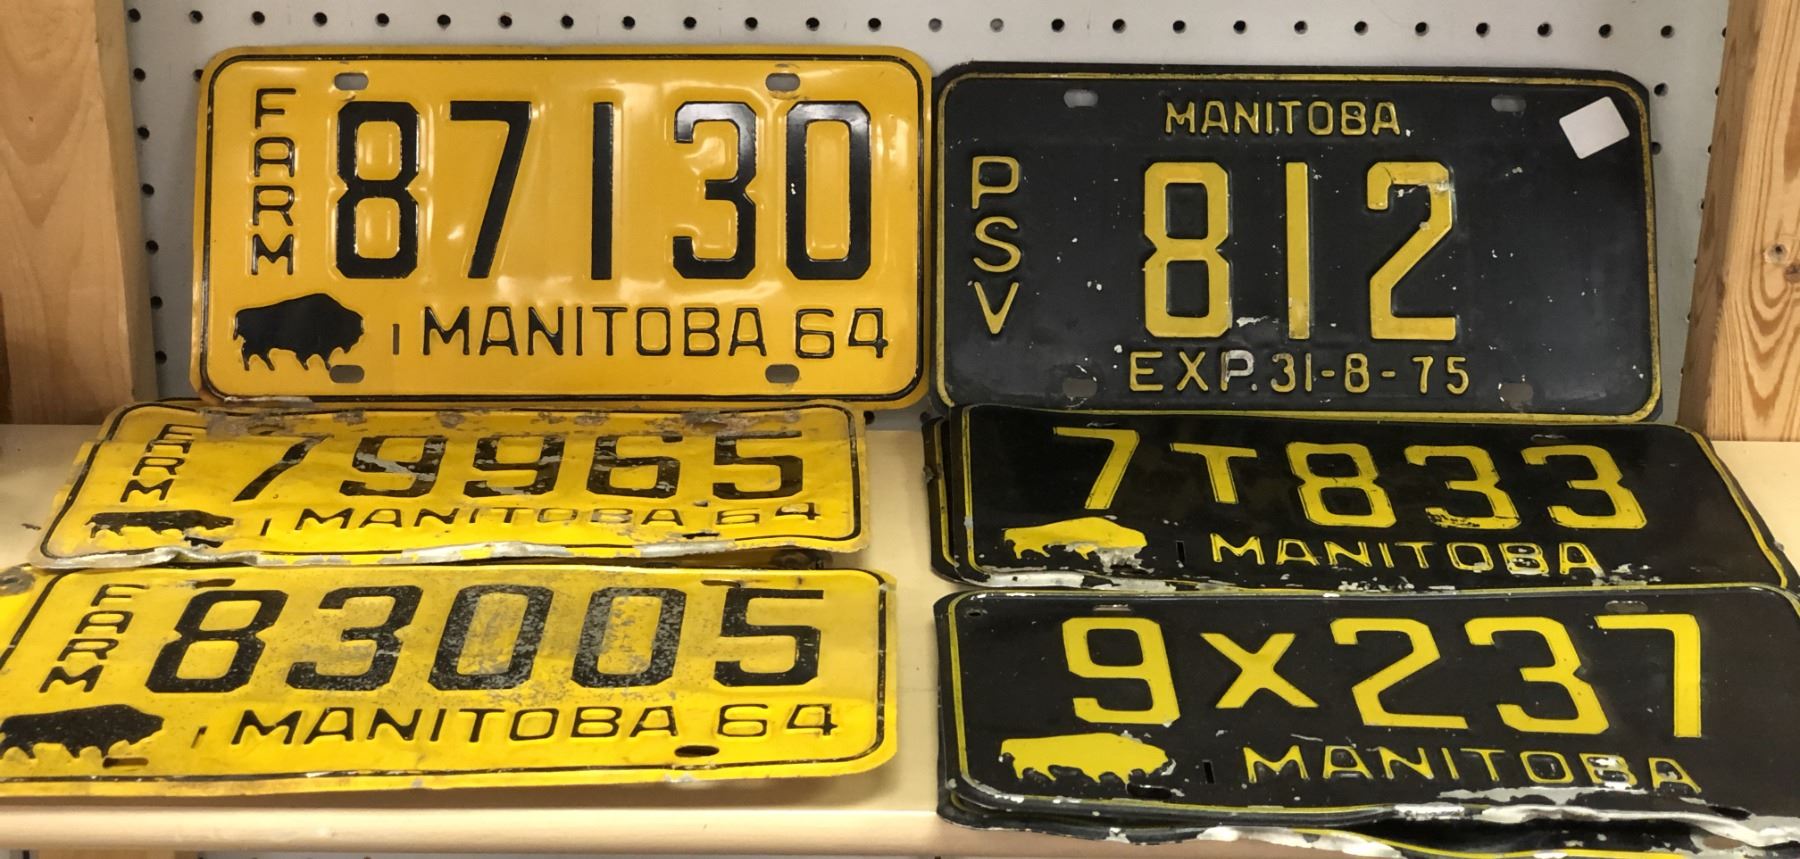 FARM
87130
MANITOBA 64
MANITOBA
PSV
812
EXP. 31-8-75
FARM
79965
MANITOBA 64
7T833
MANITOBA
FARM
83005
MANITOBA 64
9X237
MANITOBA